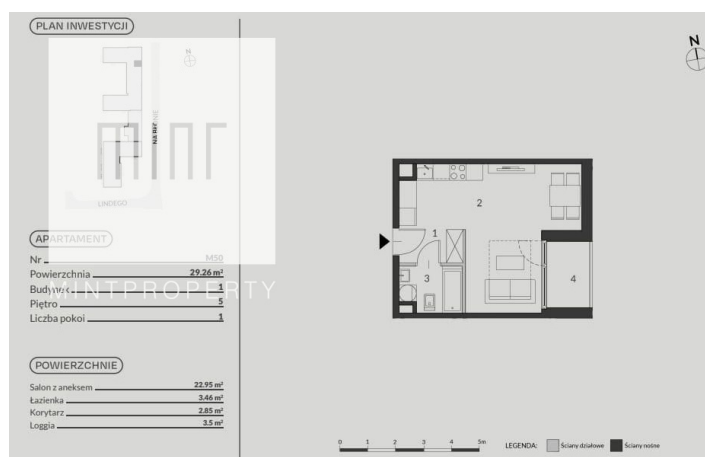 PLAN INWESTYCJI
N
LINDEGO
mint
MINTPROPERTY
APARTAMENT
Nr M50
Powierzchnia 29.26 m²
Budynek 1
Piętro 5
Liczba pokoi 1
POWIERZCHNIE
Salon z aneksem 22.95 m²
Łazienka 3.46 m²
Korytarz 2.85 m²
Loggia 3.5 m²
N
2
1
3
4
0 1 2 3 4 5m
LEGENDA: Ściany działowe Ściany nośne